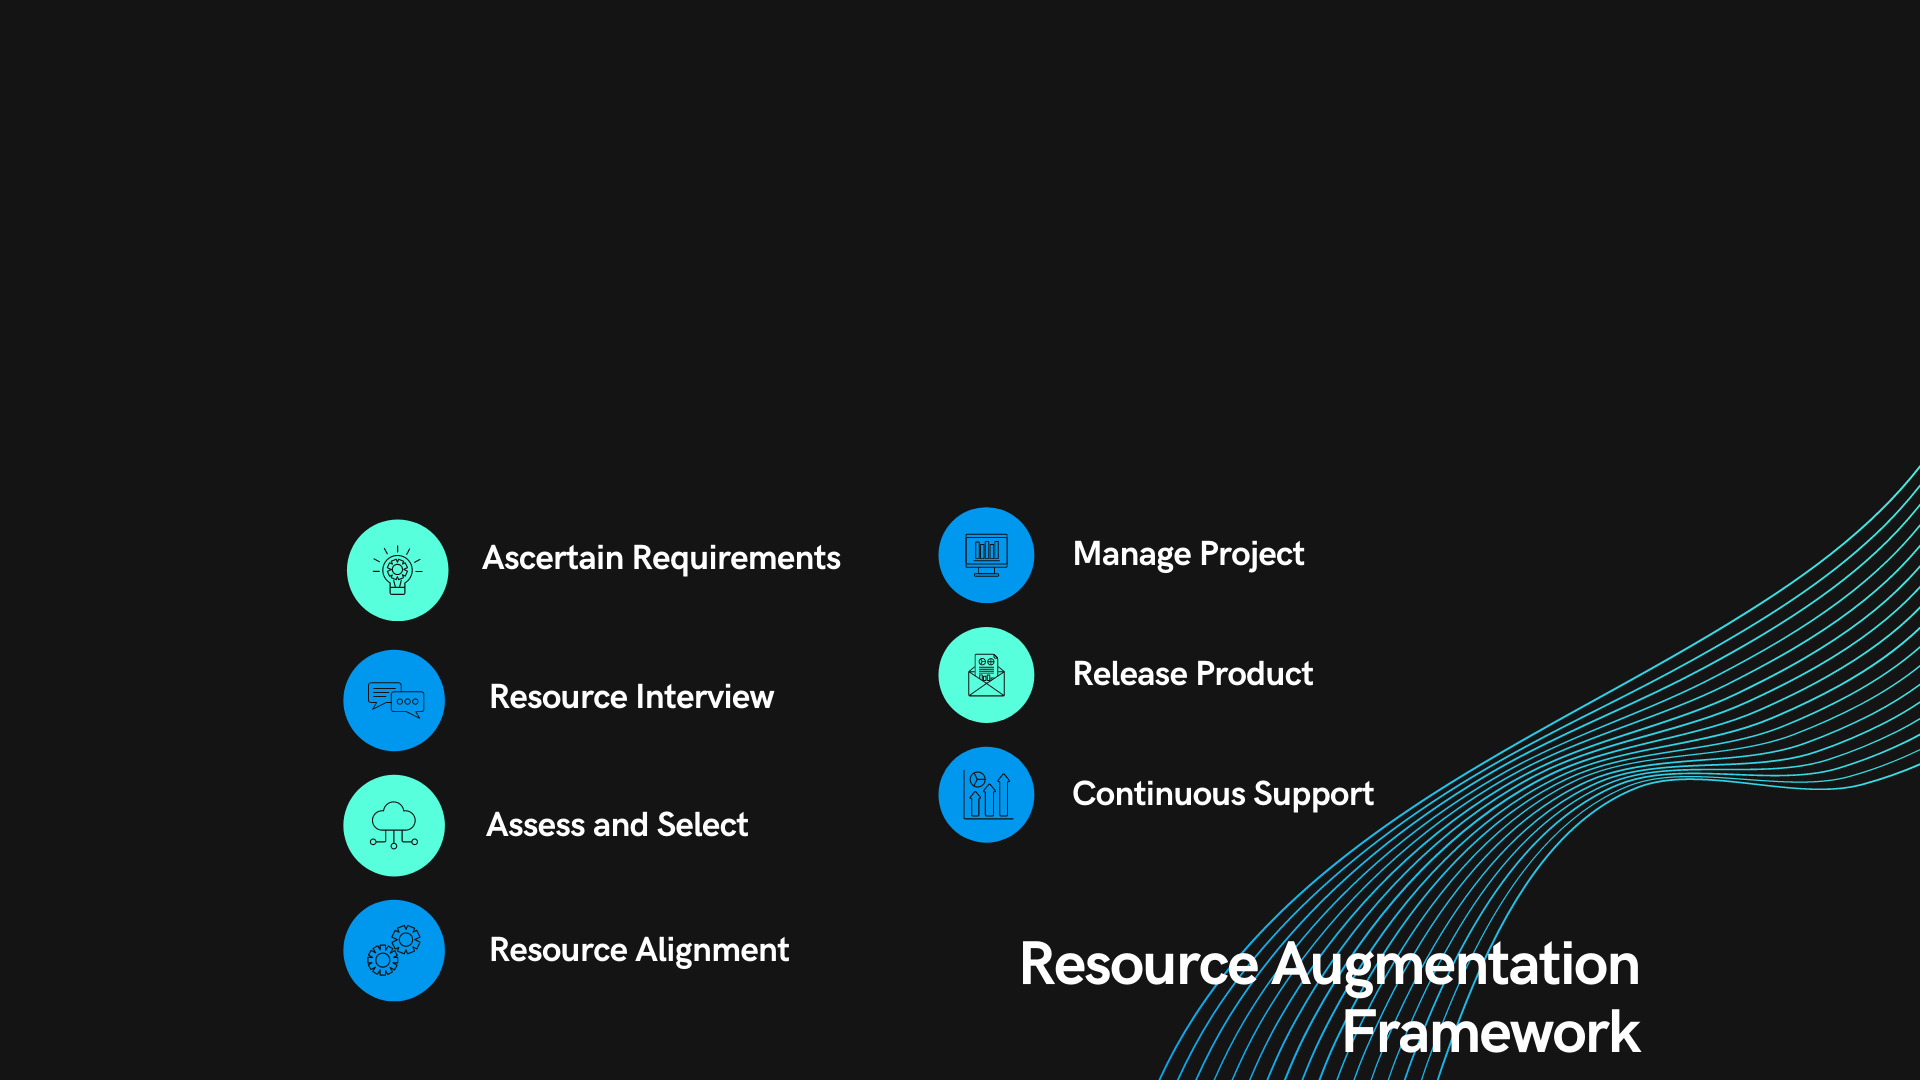 Ascertain Requirements
Resource Interview
Assess and Select
Resource Alignment
Manage Project
Release Product
Continuous Support
Resource Augmentation
Framework